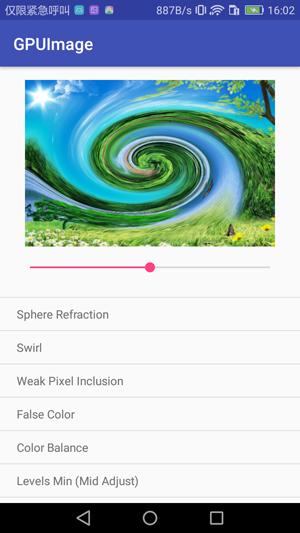 仅限紧急呼叫 887B/s 16:02
GPUImage
Sphere Refraction
Swirl
Weak Pixel Inclusion
False Color
Color Balance
Levels Min (Mid Adjust)